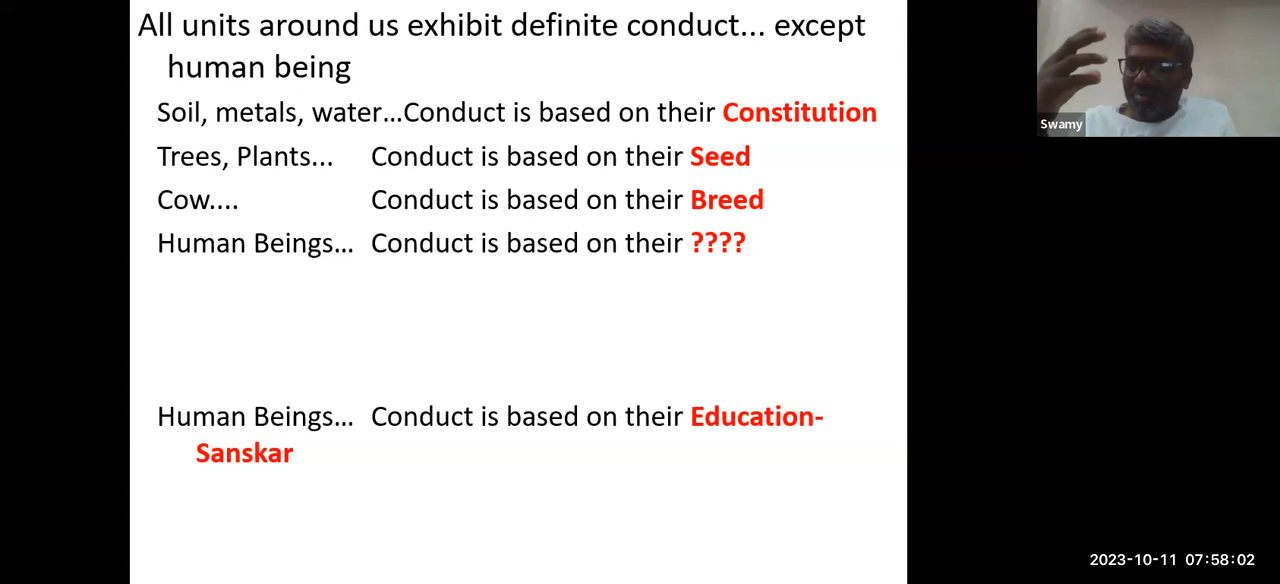 All units around us exhibit definite conduct... except
human being
Soil, metals, water...Conduct is based on their Constitution
Trees, Plants... Conduct is based on their Seed
Cow.... Conduct is based on their Breed
Human Beings... Conduct is based on their ????
Human Beings... Conduct is based on their Education-
Sanskar
Swamy
2023-10-11 07:58:02